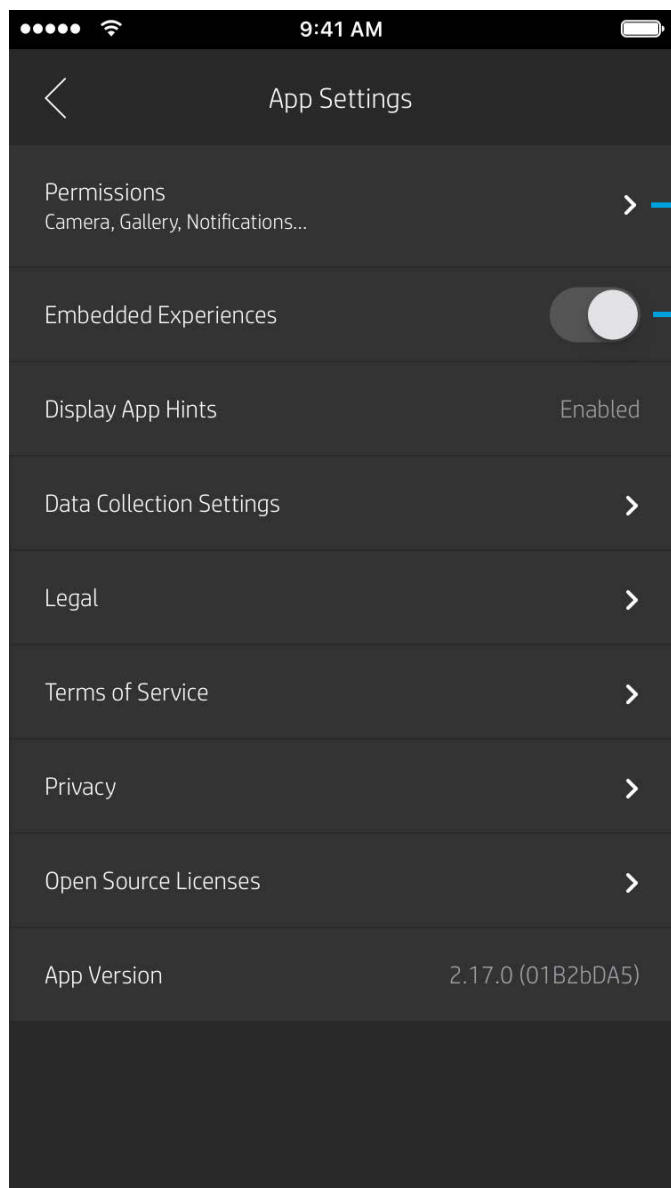 9:41 AM
App Settings
Permissions
Camera, Gallery, Notifications...
Embedded Experiences
Display App Hints Enabled
Data Collection Settings
Legal
Terms of Service
Privacy
Open Source Licenses
App Version 2.17.0 (01B2bDA5)